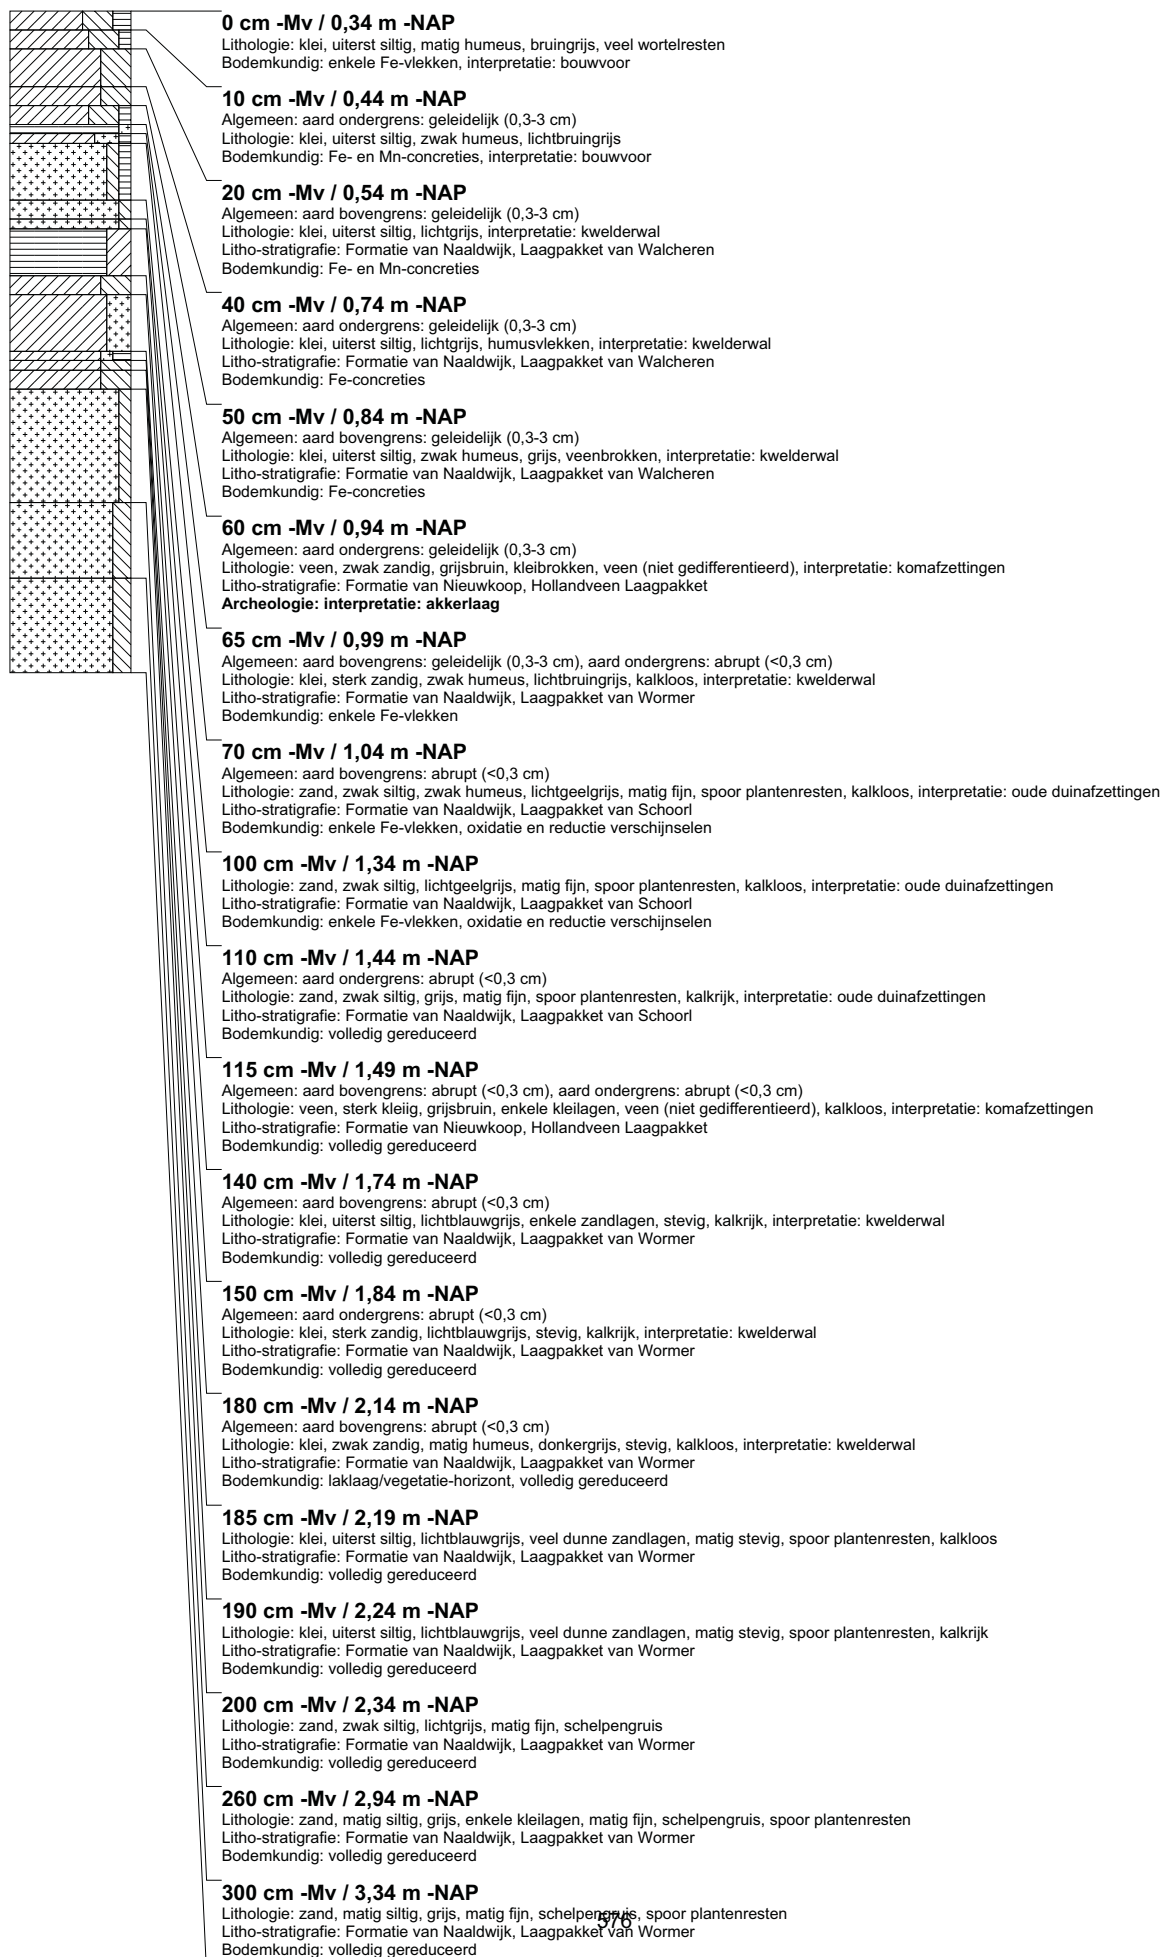 0 cm -Mv / 0,34 m -NAP
Lithologie: klei, uiterst siltig, matig humeus, bruingrijs, veel wortelresten
Bodemkundig: enkele Fe-vlekken, interpretatie: bouwvoor
10 cm -Mv / 0,44 m -NAP
Algemeen: aard ondergrens: geleidelijk (0,3-3 cm)
Lithologie: klei, uiterst siltig, zwak humeus, lichtbruingrijs
Bodemkundig: Fe- en Mn-concreties, interpretatie: bouwvoor
20 cm -Mv / 0,54 m -NAP
Algemeen: aard bovengrens: geleidelijk (0,3-3 cm)
Lithologie: klei, uiterst siltig, lichtgrijs, interpretatie: kwelderwal
Litho-stratigrafie: Formatie van Naaldwijk, Laagpakket van Walcheren
Bodemkundig: Fe- en Mn-concreties
40 cm -Mv / 0,74 m -NAP
Algemeen: aard ondergrens: geleidelijk (0,3-3 cm)
Lithologie: klei, uiterst siltig, lichtgrijs, humusvlekken, interpretatie: kwelderwal
Litho-stratigrafie: Formatie van Naaldwijk, Laagpakket van Walcheren
Bodemkundig: Fe-concreties
50 cm -Mv / 0,84 m -NAP
Algemeen: aard bovengrens: geleidelijk (0,3-3 cm)
Lithologie: klei, uiterst siltig, zwak humeus, grijs, veenbrokken, interpretatie: kwelderwal
Litho-stratigrafie: Formatie van Naaldwijk, Laagpakket van Walcheren
Bodemkundig: Fe-concreties
60 cm -Mv / 0,94 m -NAP
Algemeen: aard ondergrens: geleidelijk (0,3-3 cm)
Lithologie: veen, zwak zandig, grijsbruin, kleibrokken, veen (niet gedifferentieerd), interpretatie: komafzettingen
Litho-stratigrafie: Formatie van Nieuwkoop, Hollandveen Laagpakket
Archeologie: interpretatie: akkerlaag
65 cm -Mv / 0,99 m -NAP
Algemeen: aard bovengrens: geleidelijk (0,3-3 cm), aard ondergrens: abrupt (<0,3 cm)
Lithologie: klei, sterk zandig, zwak humeus, lichtbruingrijs, kalkloos, interpretatie: kwelderwal
Litho-stratigrafie: Formatie van Naaldwijk, Laagpakket van Wormer
Bodemkundig: enkele Fe-vlekken
70 cm -Mv / 1,04 m -NAP
Algemeen: aard bovengrens: abrupt (<0,3 cm)
Lithologie: zand, zwak siltig, zwak humeus, lichtgeelgrijs, matig fijn, spoor plantenresten, kalkloos, interpretatie: oude duinafzettingen
Litho-stratigrafie: Formatie van Naaldwijk, Laagpakket van Schoorl
Bodemkundig: enkele Fe-vlekken, oxidatie en reductie verschijnselen
100 cm -Mv / 1,34 m -NAP
Lithologie: zand, zwak siltig, lichtgeelgrijs, matig fijn, spoor plantenresten, kalkloos, interpretatie: oude duinafzettingen
Litho-stratigrafie: Formatie van Naaldwijk, Laagpakket van Schoorl
Bodemkundig: enkele Fe-vlekken, oxidatie en reductie verschijnselen
110 cm -Mv / 1,44 m -NAP
Algemeen: aard ondergrens: abrupt (<0,3 cm)
Lithologie: zand, zwak siltig, grijs, matig fijn, spoor plantenresten, kalkrijk, interpretatie: oude duinafzettingen
Litho-stratigrafie: Formatie van Naaldwijk, Laagpakket van Schoorl
Bodemkundig: volledig gereduceerd
115 cm -Mv / 1,49 m -NAP
Algemeen: aard bovengrens: abrupt (<0,3 cm), aard ondergrens: abrupt (<0,3 cm)
Lithologie: veen, sterk kleiig, grijsbruin, enkele kleilagen, veen (niet gedifferentieerd), kalkloos, interpretatie: komafzettingen
Litho-stratigrafie: Formatie van Nieuwkoop, Hollandveen Laagpakket
Bodemkundig: volledig gereduceerd
140 cm -Mv / 1,74 m -NAP
Algemeen: aard bovengrens: abrupt (<0,3 cm)
Lithologie: klei, uiterst siltig, lichtblauwgrijs, enkele zandlagen, stevig, kalkrijk, interpretatie: kwelderwal
Litho-stratigrafie: Formatie van Naaldwijk, Laagpakket van Wormer
Bodemkundig: volledig gereduceerd
150 cm -Mv / 1,84 m -NAP
Algemeen: aard ondergrens: abrupt (<0,3 cm)
Lithologie: klei, sterk zandig, lichtblauwgrijs, stevig, kalkrijk, interpretatie: kwelderwal
Litho-stratigrafie: Formatie van Naaldwijk, Laagpakket van Wormer
Bodemkundig: volledig gereduceerd
180 cm -Mv / 2,14 m -NAP
Algemeen: aard bovengrens: abrupt (<0,3 cm)
Lithologie: klei, zwak zandig, matig humeus, donkergrijs, stevig, kalkloos, interpretatie: kwelderwal
Litho-stratigrafie: Formatie van Naaldwijk, Laagpakket van Wormer
Bodemkundig: laklaag/vegetatie-horizont, volledig gereduceerd
185 cm -Mv / 2,19 m -NAP
Lithologie: klei, uiterst siltig, lichtblauwgrijs, veel dunne zandlagen, matig stevig, spoor plantenresten, kalkloos
Litho-stratigrafie: Formatie van Naaldwijk, Laagpakket van Wormer
Bodemkundig: volledig gereduceerd
190 cm -Mv / 2,24 m -NAP
Lithologie: klei, uiterst siltig, lichtblauwgrijs, veel dunne zandlagen, matig stevig, spoor plantenresten, kalkrijk
Litho-stratigrafie: Formatie van Naaldwijk, Laagpakket van Wormer
Bodemkundig: volledig gereduceerd
200 cm -Mv / 2,34 m -NAP
Lithologie: zand, zwak siltig, lichtgrijs, matig fijn, schelpengruis
Litho-stratigrafie: Formatie van Naaldwijk, Laagpakket van Wormer
Bodemkundig: volledig gereduceerd
260 cm -Mv / 2,94 m -NAP
Lithologie: zand, matig siltig, grijs, enkele kleilagen, matig fijn, schelpengruis, spoor plantenresten
Litho-stratigrafie: Formatie van Naaldwijk, Laagpakket van Wormer
Bodemkundig: volledig gereduceerd
300 cm -Mv / 3,34 m -NAP
Lithologie: zand, matig siltig, grijs, matig fijn, schelpengruis, spoor plantenresten
576
Litho-stratigrafie: Formatie van Naaldwijk, Laagpakket van Wormer
Bodemkundig: volledig gereduceerd